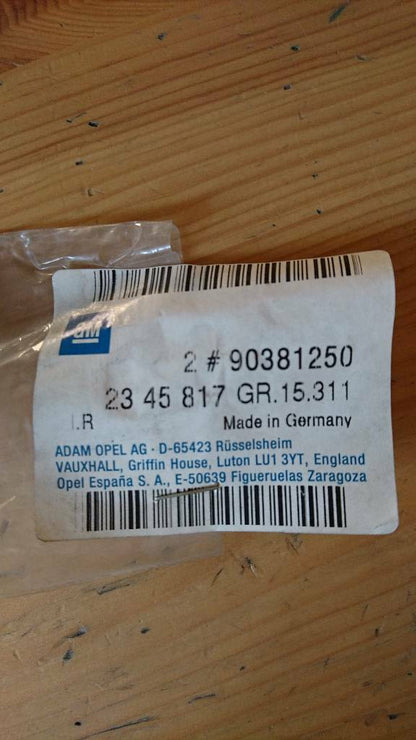 GM
2 # 90381250
23 45 817 GR.15.311
I.R Made in Germany
ADAM OPEL AG · D-65423 Rüsselsheim
VAUXHALL, Griffin House, Luton LU1 3YT, England
Opel España S. A., E-50639 Figueruelas Zaragoza